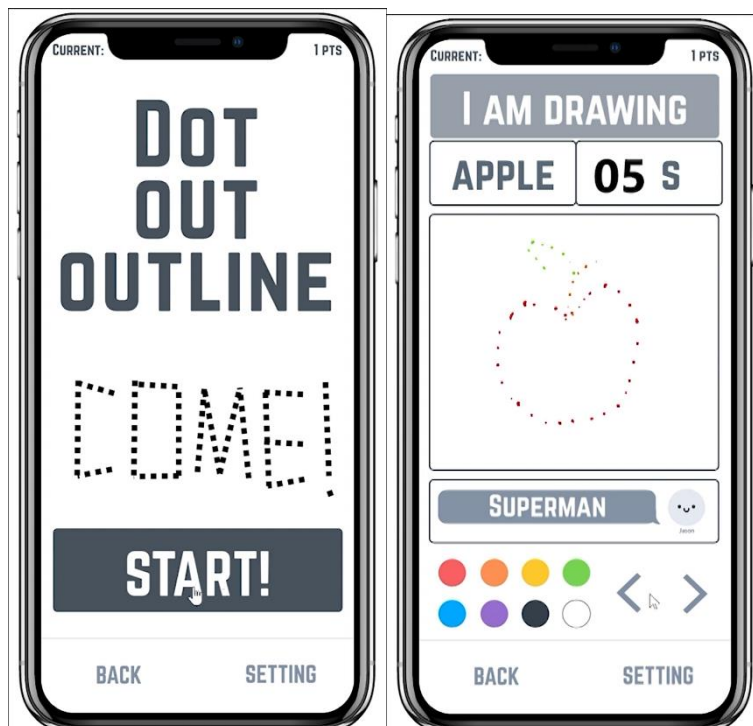 CURRENT: 1 PTS
DOT
OUT
OUTLINE
COME!
START!
BACK SETTING
CURRENT: 1 PTS
I AM DRAWING
APPLE 05 S
SUPERMAN
Jason
BACK SETTING